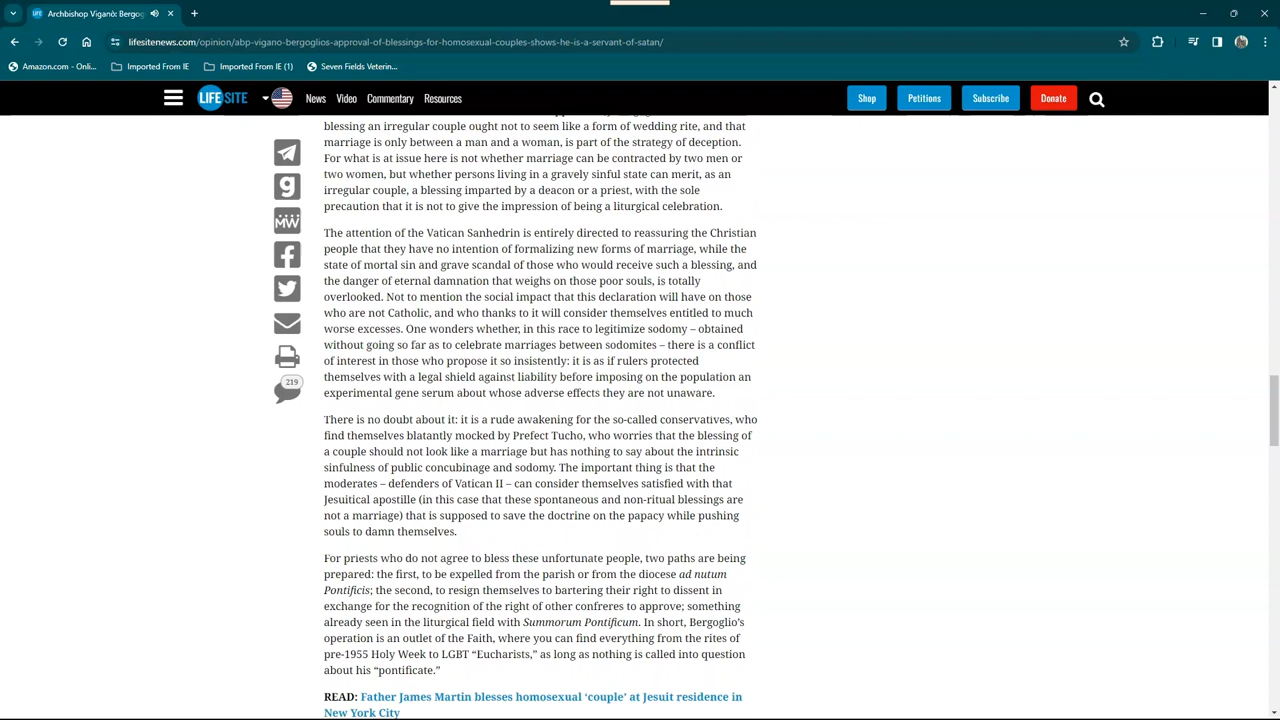 Archbishop Viganò: Bergog
lifesitenews.com/opinion/abp-vigano-bergoglios-approval-of-blessings-for-homosexual-couples-shows-he-is-a-servant-of-satan/
Amazon.com - Onli...
Imported From IE
Imported From IE (1)
Seven Fields Veterin...
LIFE SITE
News
Video
Commentary
Resources
Shop
Petitions
Subscribe
Donate
blessing an irregular couple ought not to seem like a form of wedding rite, and that
marriage is only between a man and a woman, is part of the strategy of deception.
For what is at issue here is not whether marriage can be contracted by two men or
two women, but whether persons living in a gravely sinful state can merit, as an
irregular couple, a blessing imparted by a deacon or a priest, with the sole
precaution that it is not to give the impression of being a liturgical celebration.
The attention of the Vatican Sanhedrin is entirely directed to reassuring the Christian
people that they have no intention of formalizing new forms of marriage, while the
state of mortal sin and grave scandal of those who would receive such a blessing, and
the danger of eternal damnation that weighs on those poor souls, is totally
overlooked. Not to mention the social impact that this declaration will have on those
who are not Catholic, and who thanks to it will consider themselves entitled to much
worse excesses. One wonders whether, in this race to legitimize sodomy – obtained
without going so far as to celebrate marriages between sodomites – there is a conflict
of interest in those who propose it so insistently: it is as if rulers protected
themselves with a legal shield against liability before imposing on the population an
experimental gene serum about whose adverse effects they are not unaware.
There is no doubt about it: it is a rude awakening for the so-called conservatives, who
find themselves blatantly mocked by Prefect Tucho, who worries that the blessing of
a couple should not look like a marriage but has nothing to say about the intrinsic
sinfulness of public concubinage and sodomy. The important thing is that the
moderates – defenders of Vatican II – can consider themselves satisfied with that
Jesuitical apostille (in this case that these spontaneous and non-ritual blessings are
not a marriage) that is supposed to save the doctrine on the papacy while pushing
souls to damn themselves.
For priests who do not agree to bless these unfortunate people, two paths are being
prepared: the first, to be expelled from the parish or from the diocese ad nutum
Pontificis; the second, to resign themselves to bartering their right to dissent in
exchange for the recognition of the right of other confreres to approve; something
already seen in the liturgical field with Summorum Pontificum. In short, Bergoglio’s
operation is an outlet of the Faith, where you can find everything from the rites of
pre-1955 Holy Week to LGBT “Eucharists,” as long as nothing is called into question
about his “pontificate.”
READ: Father James Martin blesses homosexual ‘couple’ at Jesuit residence in
New York City
g
MW
219